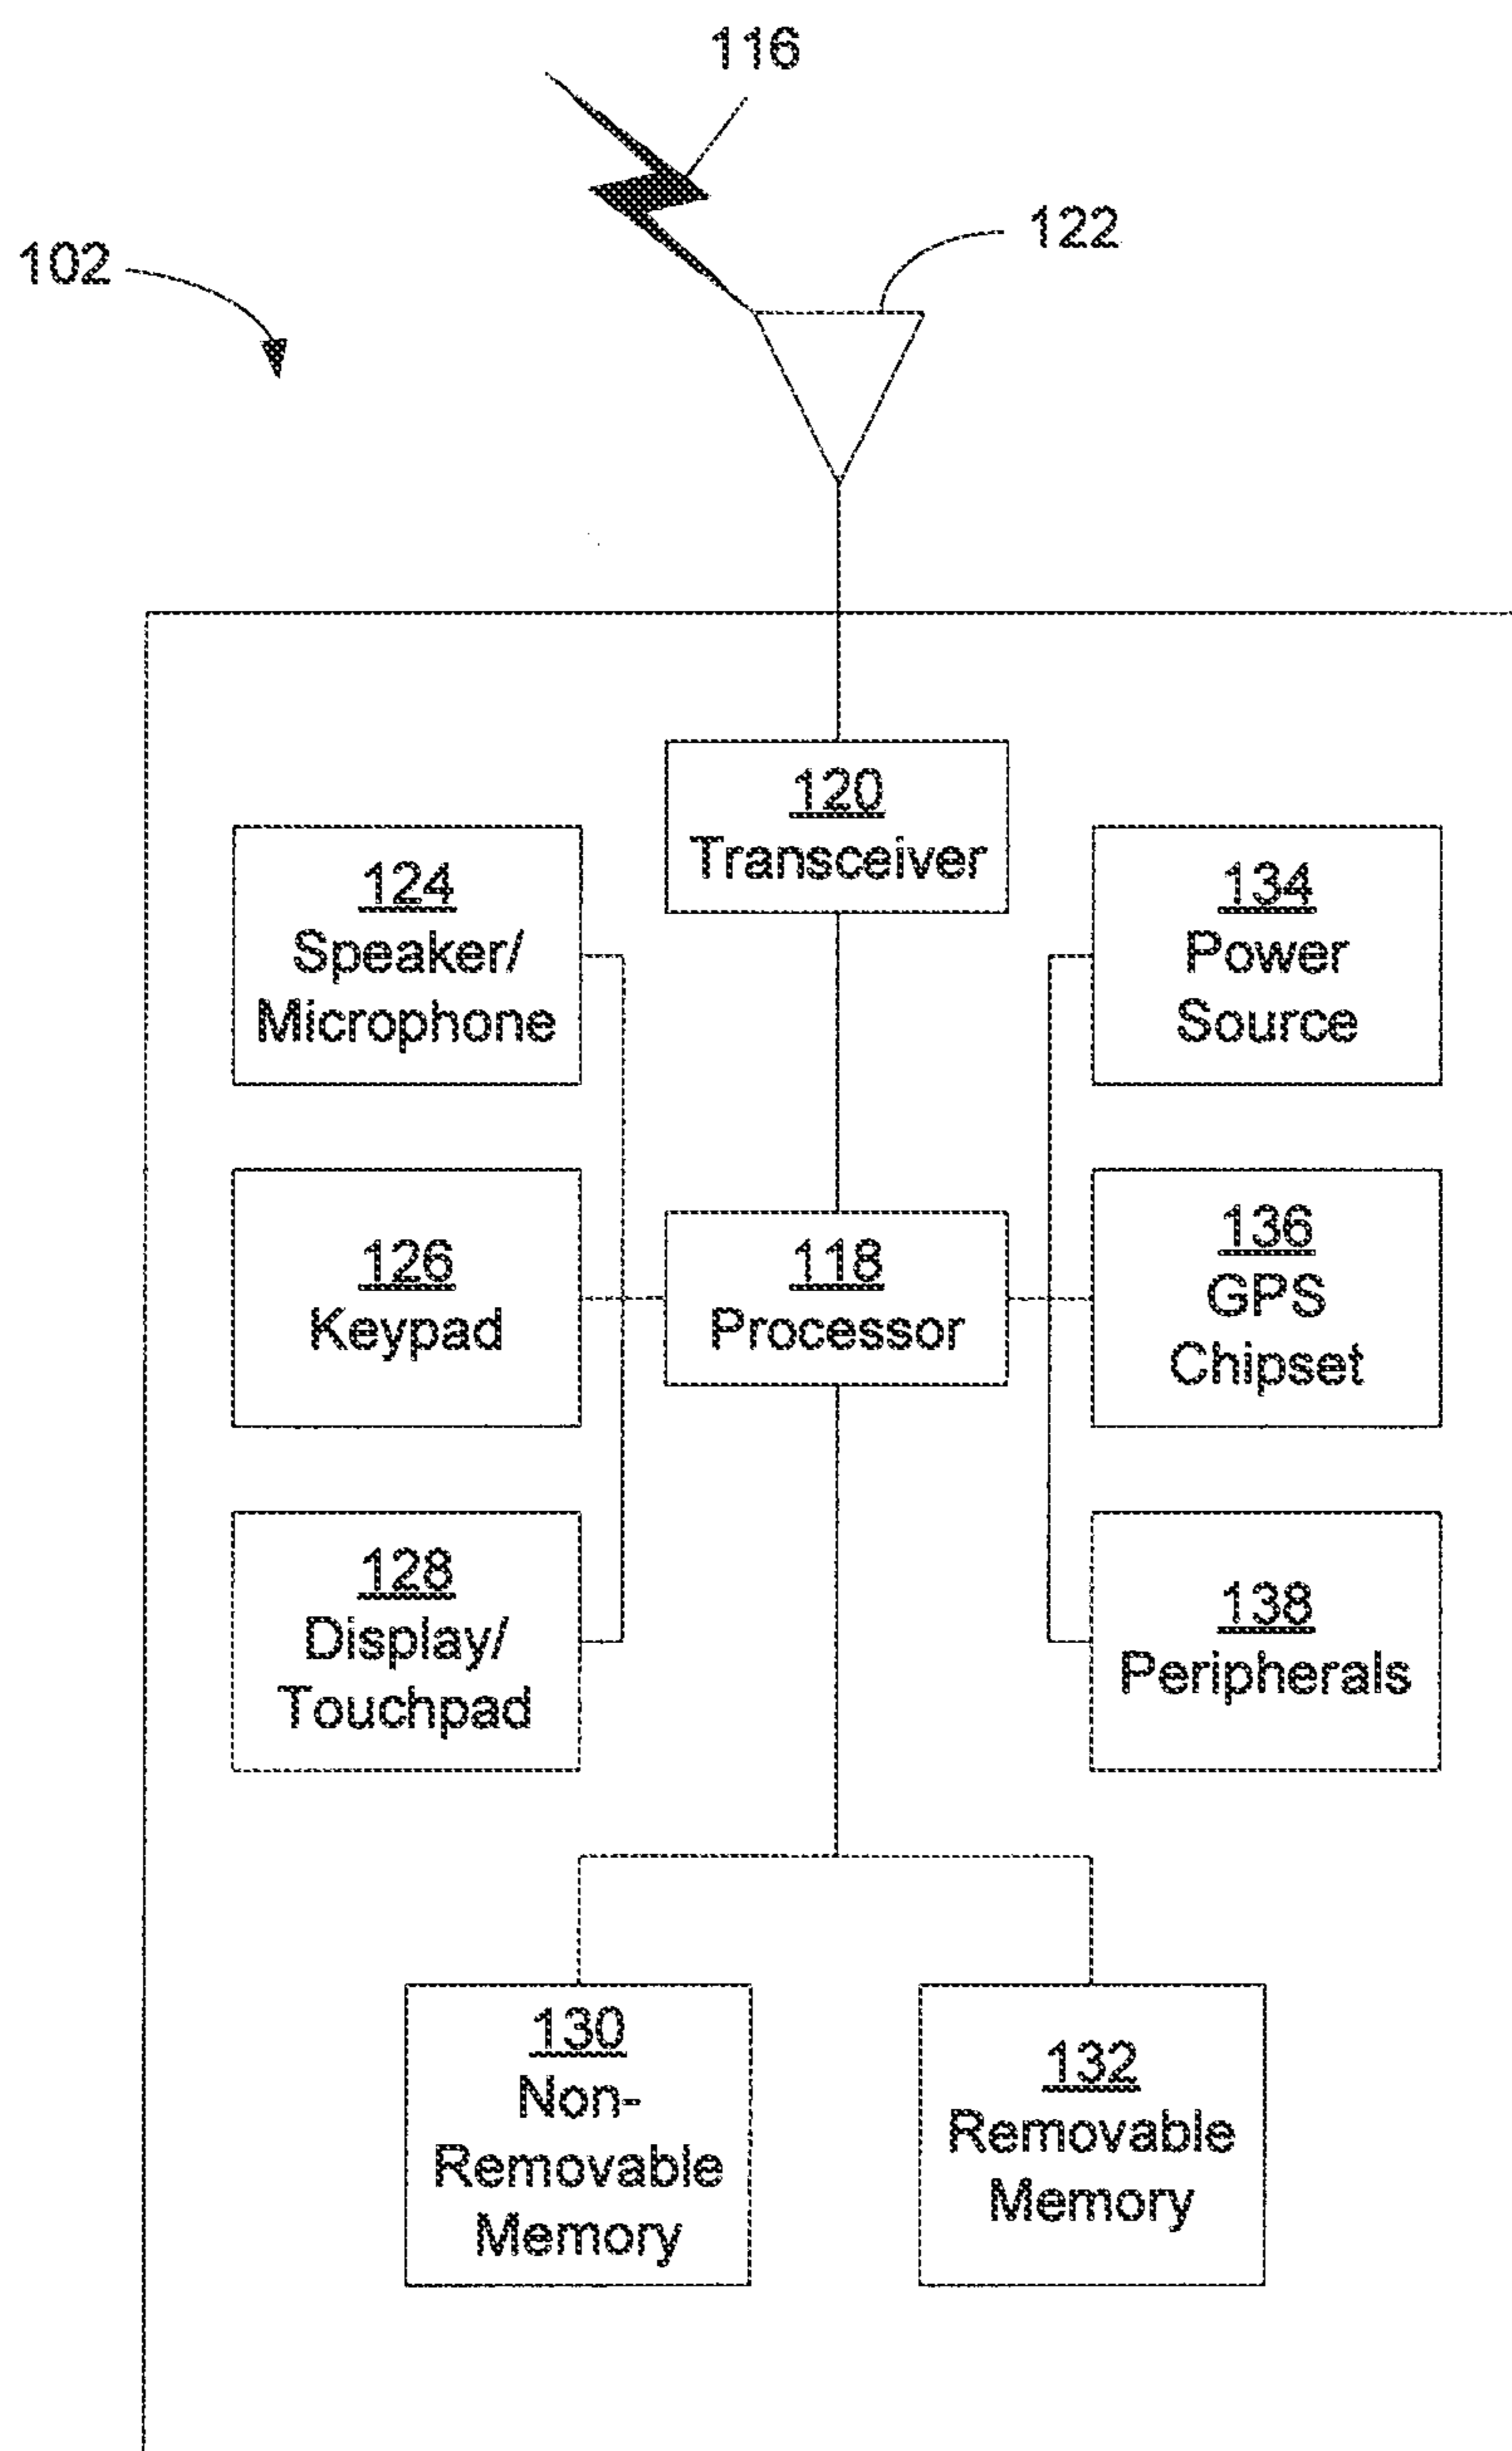 116
122
102
120
Transceiver
124
Speaker/
Microphone
134
Power
Source
126
Keypad
118
Processor
136
GPS
Chipset
128
Display/
Touchpad
138
Peripherals
130
Non-
Removable
Memory
132
Removable
Memory